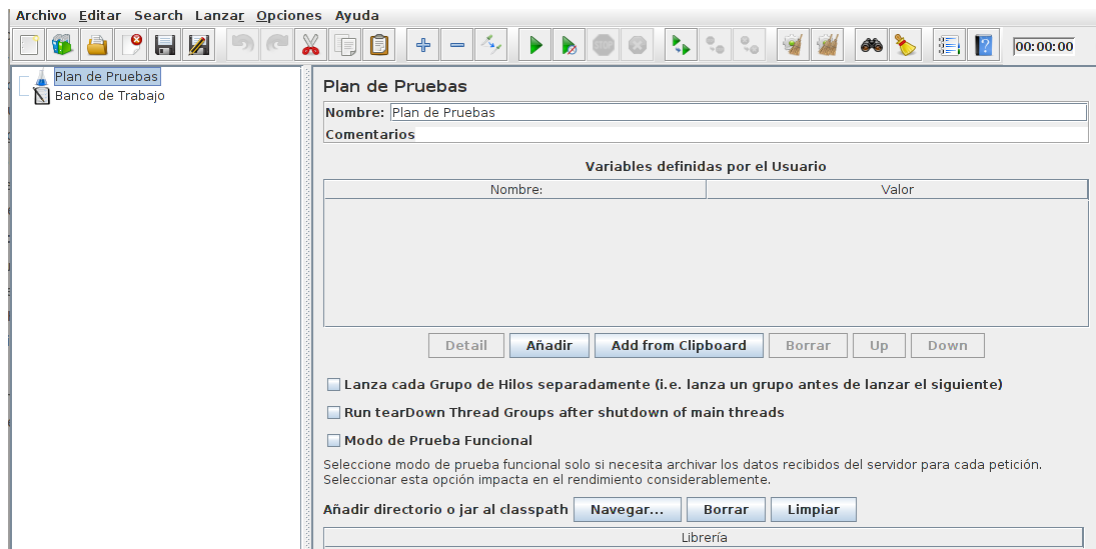 Archivo Editar Search Lanzar Opciones Ayuda
STOP
00:00:00
Plan de Pruebas
Banco de Trabajo
Plan de Pruebas
Nombre: Plan de Pruebas
Comentarios
Variables definidas por el Usuario
Nombre: Valor
Detail Añadir Add from Clipboard Borrar Up Down
Lanza cada Grupo de Hilos separadamente (i.e. lanza un grupo antes de lanzar el siguiente)
Run tearDown Thread Groups after shutdown of main threads
Modo de Prueba Funcional
Seleccione modo de prueba funcional solo si necesita archivar los datos recibidos del servidor para cada petición.
Seleccionar esta opción impacta en el rendimiento considerablemente.
Añadir directorio o jar al classpath Navegar... Borrar Limpiar
Librería